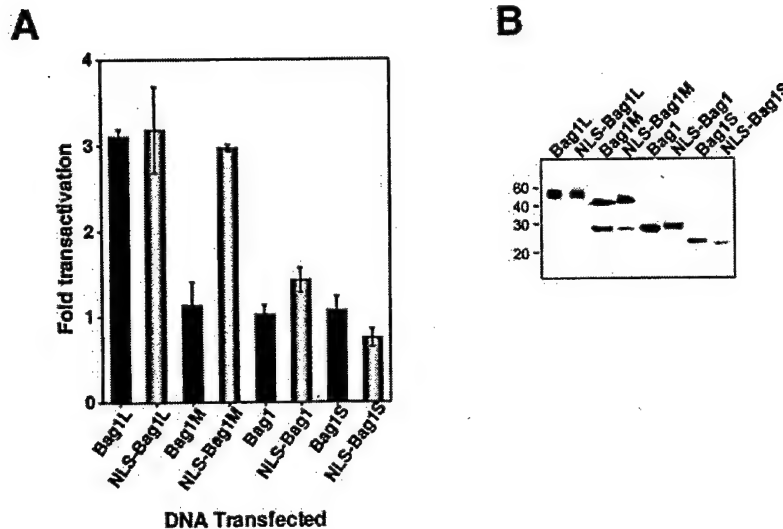 A
4
3
2
1
0
Fold transactivation
Bag1L
NLS-Bag1L
Bag1M
NLS-Bag1M
Bag1
NLS-Bag1
Bag1S
NLS-Bag1S
DNA Transfected
B
Bag1L
NLS-Bag1L
Bag1M
NLS-Bag1M
Bag1
NLS-Bag1
Bag1S
NLS-Bag1S
60
40
30
20